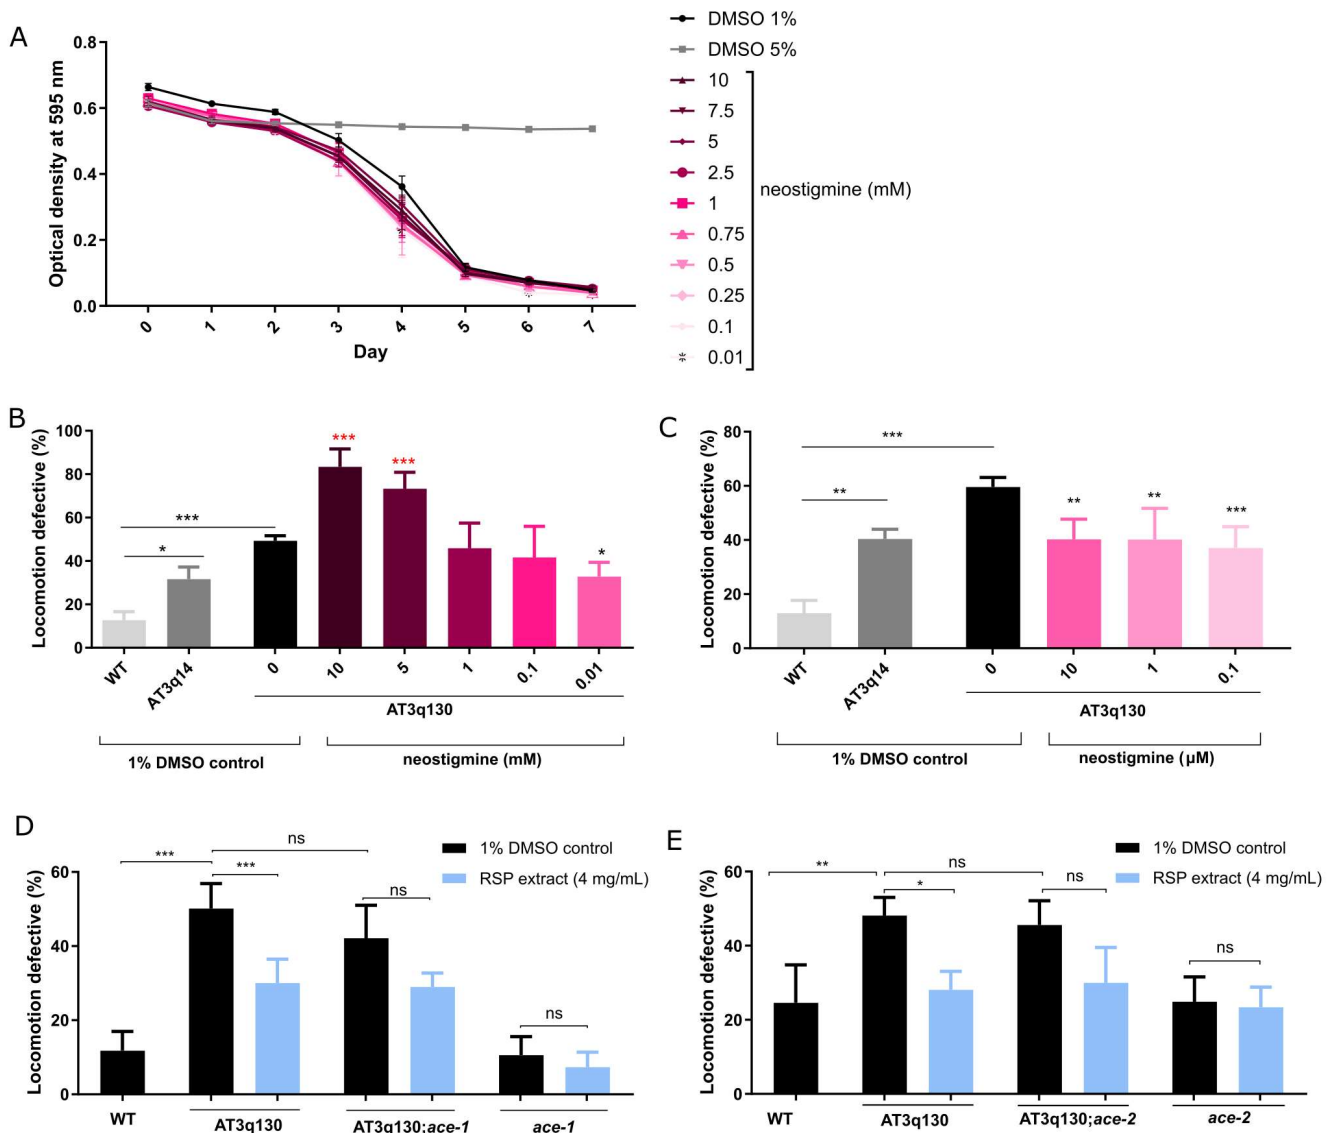 A
Optical density at 595 nm
0.8
0.6
0.4
0.2
0.0
0 1 2 3 4 5 6 7
Day
DMSO 1%
DMSO 5%
10
7.5
5
2.5
1
0.75
0.5
0.25
0.1
0.01
neostigmine (mM)
B
Locomotion defective (%)
100
80
60
40
20
0
***
*
***
***
*
WT AT3q14 0 10 5 1 0.1 0.01
AT3q130
1% DMSO control
neostigmine (mM)
C
Locomotion defective (%)
80
60
40
20
0
***
**
** ** ***
WT AT3q14 0 10 1 0.1
AT3q130
1% DMSO control
neostigmine (μM)
D
Locomotion defective (%)
60
40
20
0
ns
*** ***
ns
ns
1% DMSO control
RSP extract (4 mg/mL)
WT AT3q130 AT3q130;ace-1 ace-1
E
Locomotion defective (%)
60
40
20
0
** ns
* ns
ns
1% DMSO control
RSP extract (4 mg/mL)
WT AT3q130 AT3q130;ace-2 ace-2